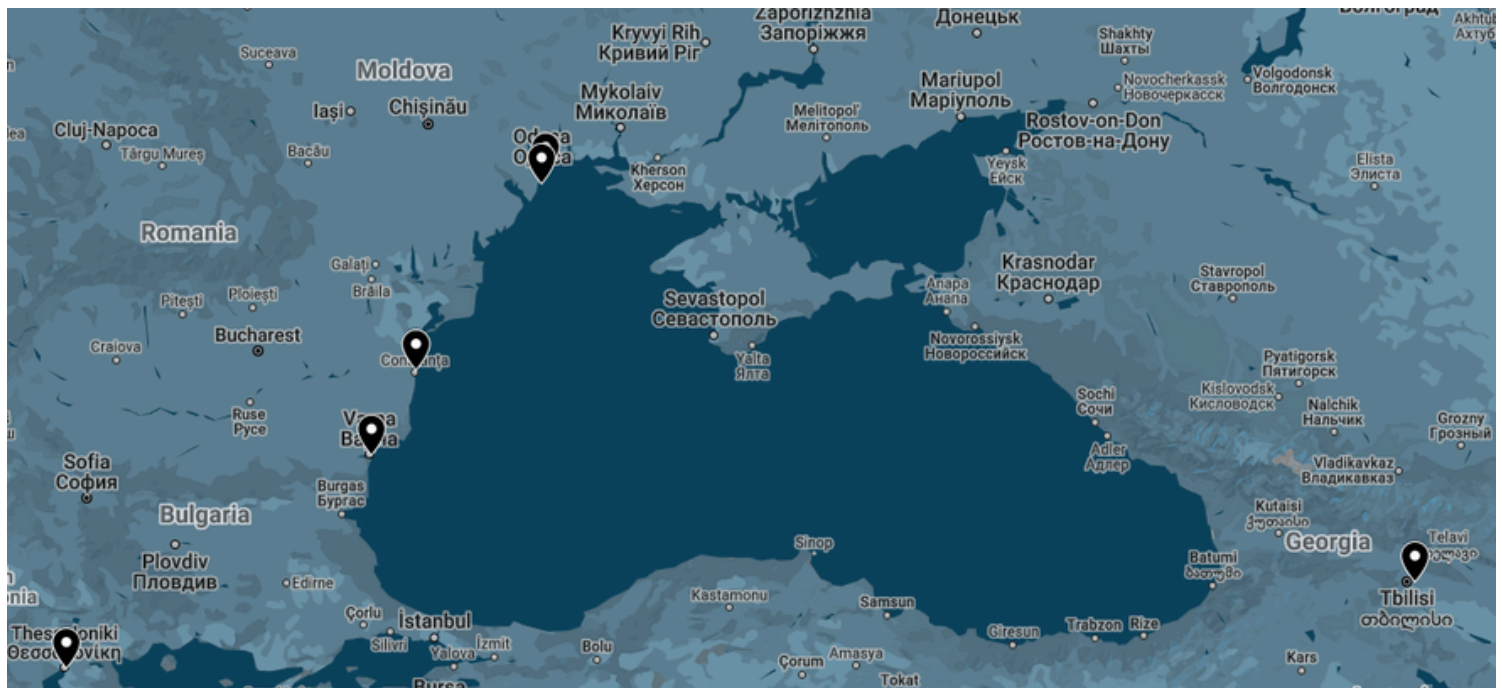 Zaporizhzhia
Запоріжжя
Донецьк
Akhtub
Ахтуб
Kryvyi Rih
Кривий Ріг
Shakhty
Шахты
Suceava
Moldova
Mariupol
Маріуполь
Novocherkassk
Новочеркасск
Volgodonsk
Волгодонск
Mykolaiv
Миколаїв
Melitopol'
Мелітополь
Iași
Chișinău
Rostov-on-Don
Ростов-на-Дону
Cluj-Napoca
Târgu Mureș
Bacău
Kherson
Херсон
Yeysk
Ейск
Elista
Элиста
Romania
Galați
Brăila
Krasnodar
Краснодар
Stavropol
Ставрополь
Anapa
Анапа
Pitești
Ploiești
Sevastopol
Севастополь
Bucharest
Novorossiysk
Новороссийск
Craiova
Yalta
Ялта
Pyatigorsk
Пятигорск
Kislovodsk
Кисловодск
Sochi
Сочи
Nalchik
Нальчик
Ruse
Русе
Grozny
Грозный
Adler
Адлер
Vladikavkaz
Владикавказ
Sofia
София
Burgas
Бургас
Bulgaria
Kutaisi
ქუთაისი
Georgia
Telavi
Sinop
Plovdiv
Пловдив
Edirne
Batumi
ბათუმი
Kastamonu
Samsun
Tbilisi
თბილისი
Çorlu
İstanbul
Silivri
Yalova
İzmit
Bolu
Giresun
Trabzon
Rize
Çorum
Amasya
Kars
Tokat
Bursa